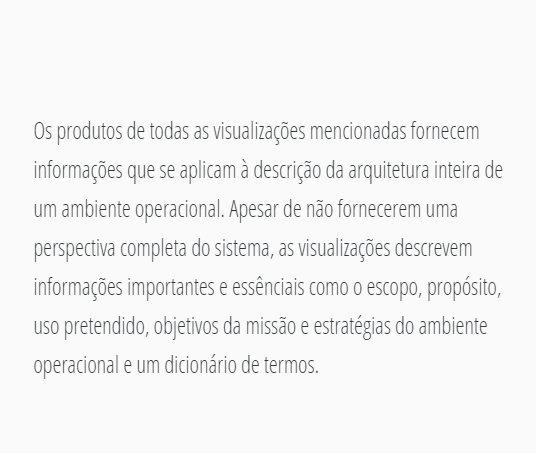 Os produtos de todas as visualizações mencionadas fornecem
informações que se aplicam à descrição da arquitetura inteira de
um ambiente operacional. Apesar de não fornecerem uma
perspectiva completa do sistema, as visualizações descrevem
informações importantes e essênciais como o escopo, propósito,
uso pretendido, objetivos da missão e estratégias do ambiente
operacional e um dicionário de termos.